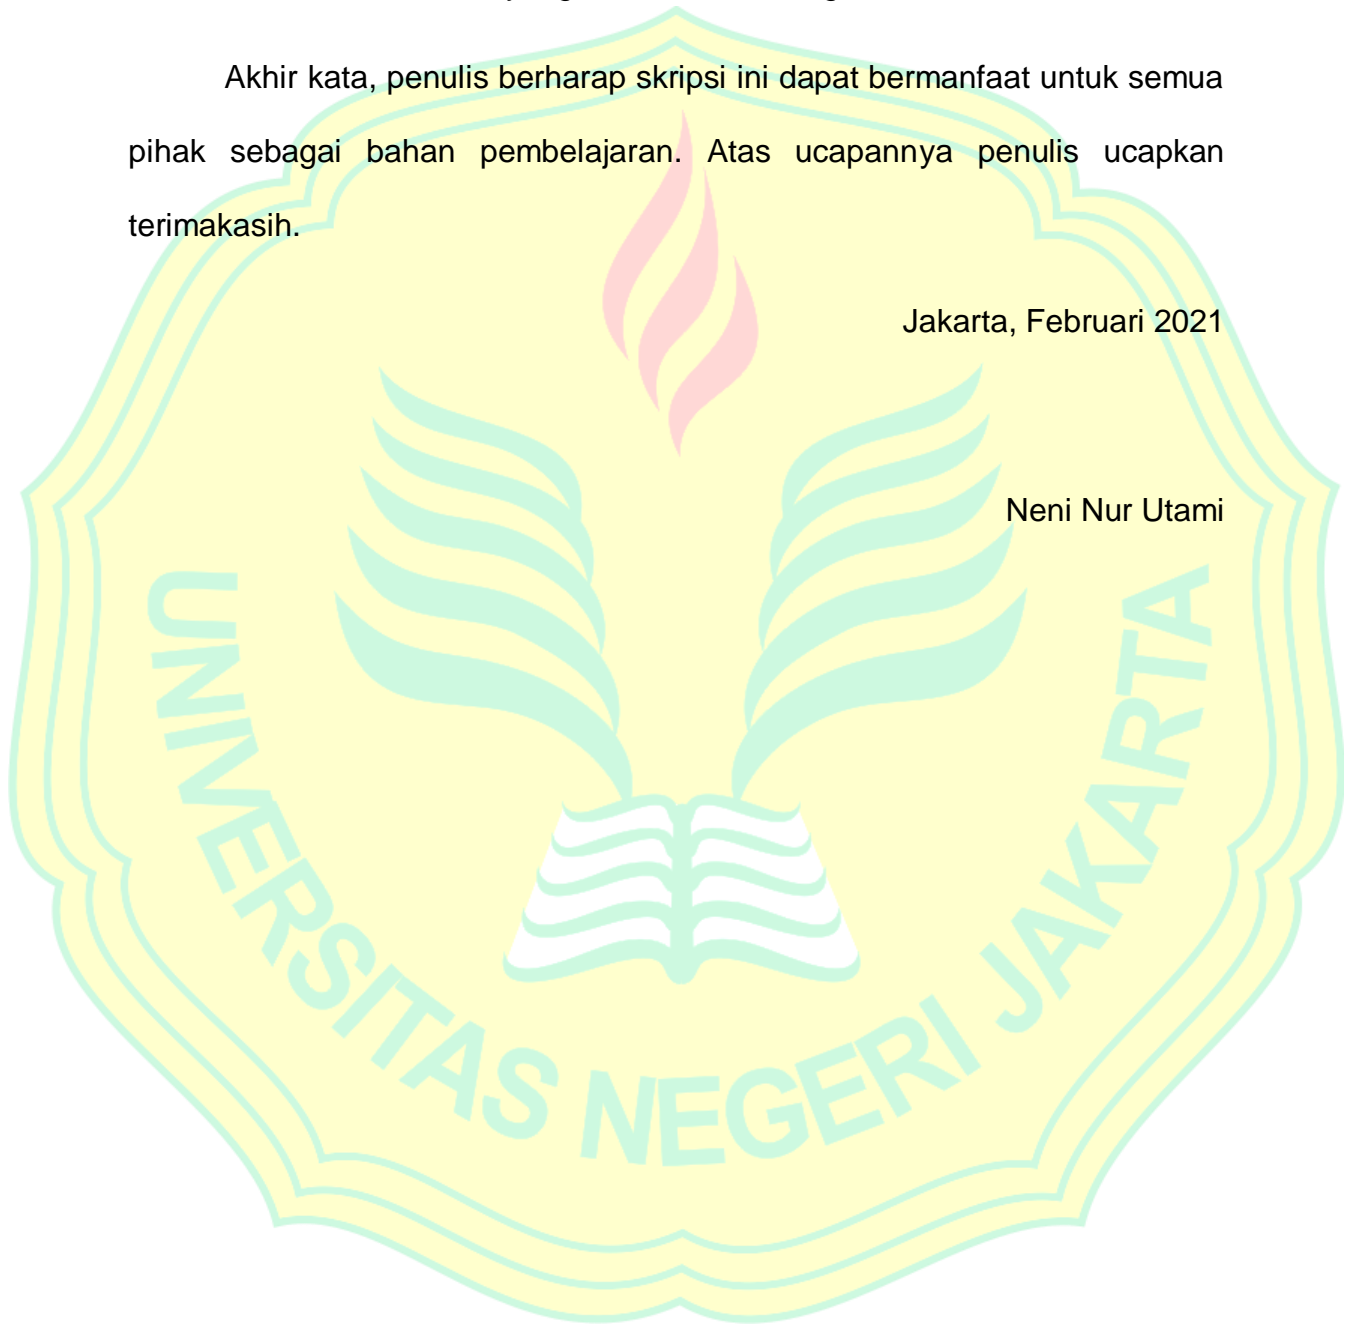 Akhir kata, penulis berharap skripsi ini dapat bermanfaat untuk semua
pihak sebagai bahan pembelajaran. Atas ucapannya penulis ucapkan
terimakasih.
Jakarta, Februari 2021
Neni Nur Utami
UNIVERSITAS NEGERI JAKARTA